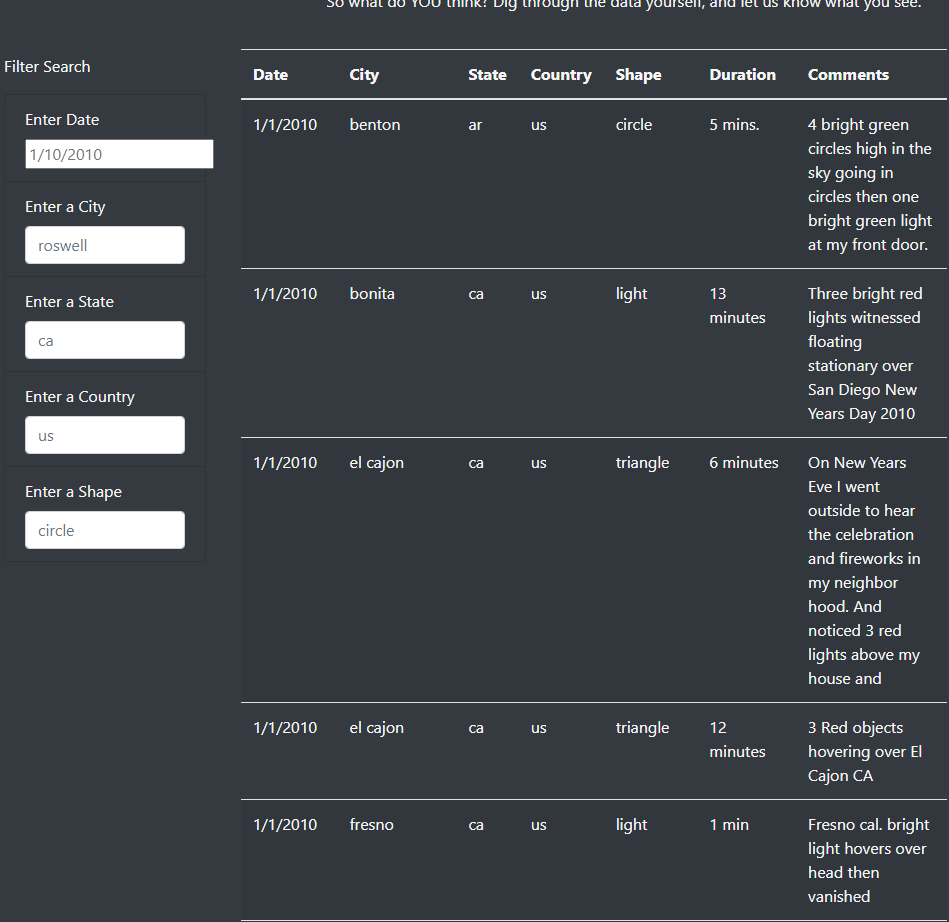 So what do YOU think? Dig through the data yourself, and let us know what you see.
Filter Search
Enter Date
1/10/2010
Enter a City
roswell
Enter a State
ca
Enter a Country
us
Enter a Shape
circle
Date City State Country Shape Duration Comments
1/1/2010 benton ar us circle 5 mins. 4 bright green
circles high in the
sky going in
circles then one
bright green light
at my front door.
1/1/2010 bonita ca us light 13 Three bright red
minutes lights witnessed
floating
stationary over
San Diego New
Years Day 2010
1/1/2010 el cajon ca us triangle 6 minutes On New Years
Eve I went
outside to hear
the celebration
and fireworks in
my neighbor
hood. And
noticed 3 red
lights above my
house and
1/1/2010 el cajon ca us triangle 12 3 Red objects
minutes hovering over El
Cajon CA
1/1/2010 fresno ca us light 1 min Fresno cal. bright
light hovers over
head then
vanished